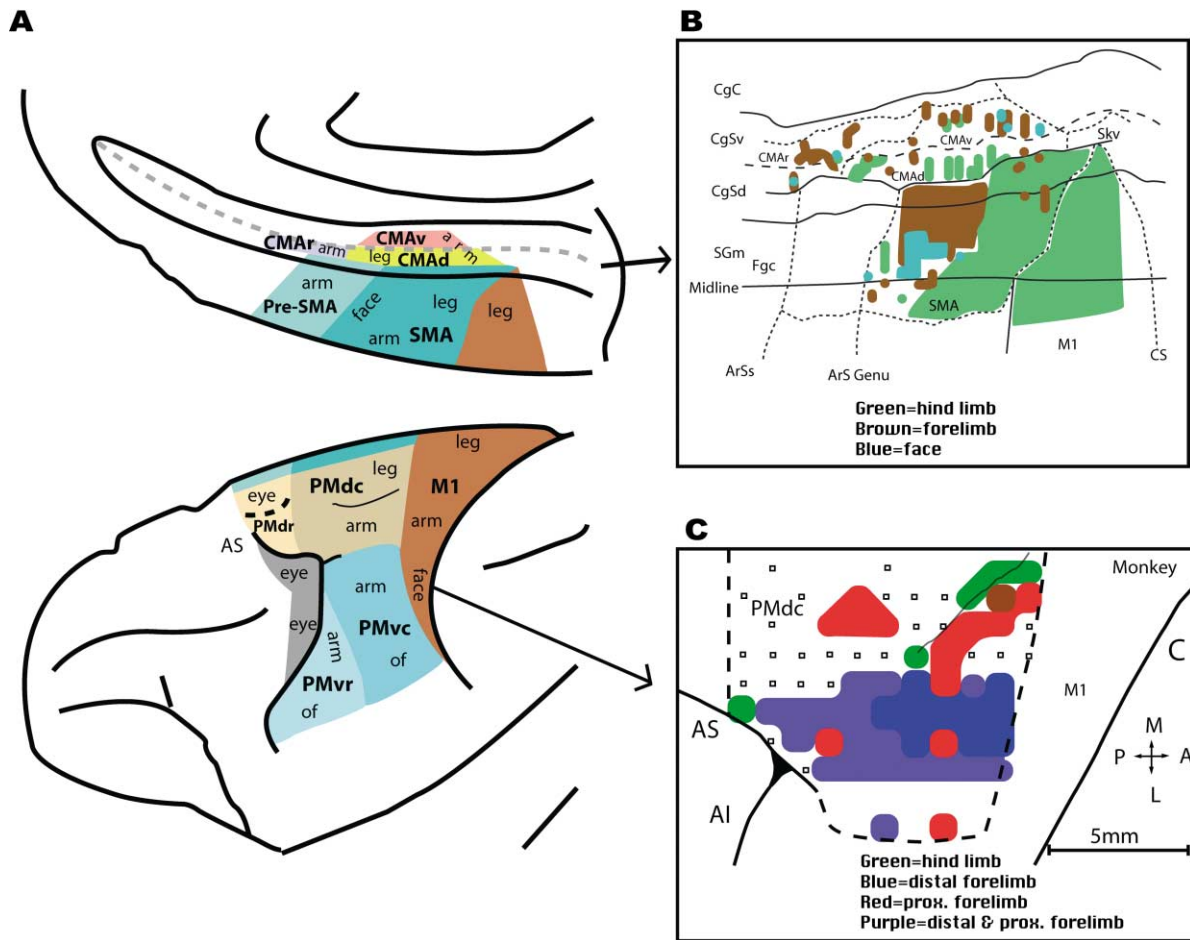 A
CMAr
arm
CMAv
arm
leg
CMAd
arm
Pre-SMA
face
arm
SMA
leg
leg
eye
PMdr
AS
PMdc
leg
arm
leg
M1
arm
face
eye
eye
arm
PMvc
of
arm
PMvr
of
B
CgC
CgSv
CMAr
CMAv
Skv
CMAd
CgSd
SGm
Fgc
Midline
SMA
M1
ArSs
ArS Genu
CS
Green=hind limb
Brown=forelimb
Blue=face
C
Monkey
PMdc
C
M1
AS
M
P A
L
AI
5mm
Green=hind limb
Blue=distal forelimb
Red=prox. forelimb
Purple=distal & prox. forelimb